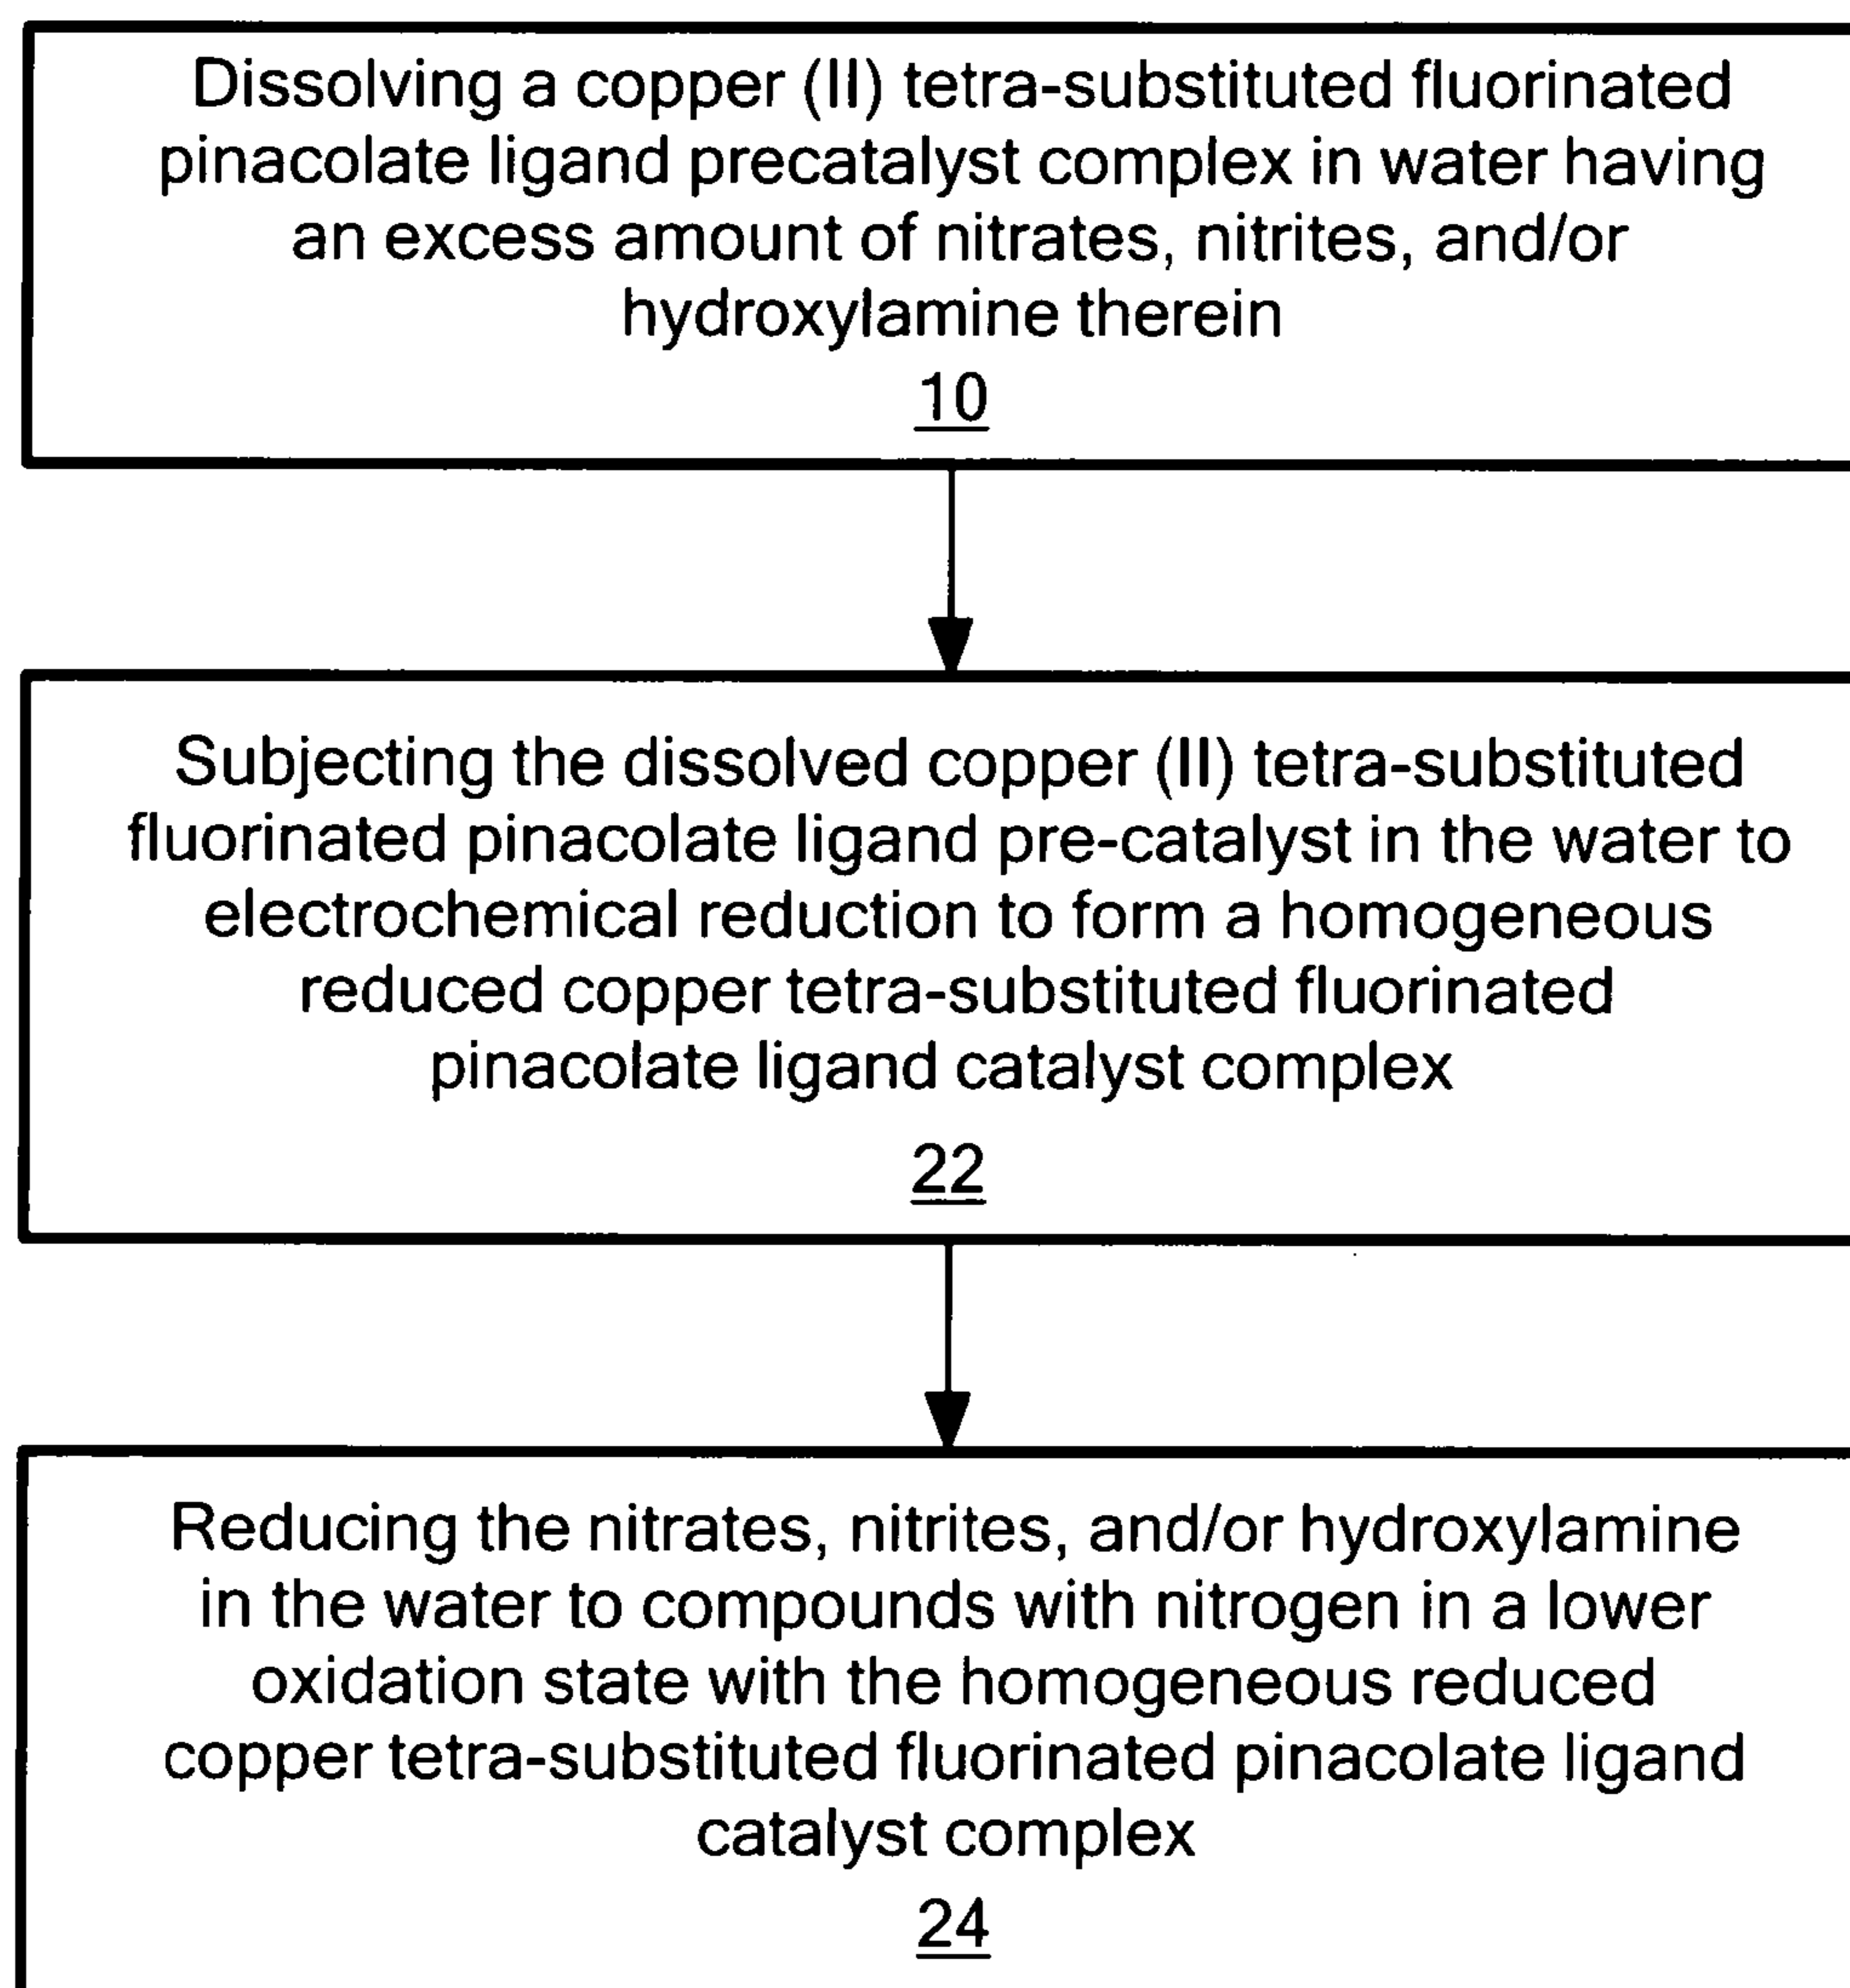 Dissolving a copper (II) tetra-substituted fluorinated
pinacolate ligand precatalyst complex in water having
an excess amount of nitrates, nitrites, and/or
hydroxylamine therein
10
Subjecting the dissolved copper (II) tetra-substituted
fluorinated pinacolate ligand pre-catalyst in the water to
electrochemical reduction to form a homogeneous
reduced copper tetra-substituted fluorinated
pinacolate ligand catalyst complex
22
Reducing the nitrates, nitrites, and/or hydroxylamine
in the water to compounds with nitrogen in a lower
oxidation state with the homogeneous reduced
copper tetra-substituted fluorinated pinacolate ligand
catalyst complex
24